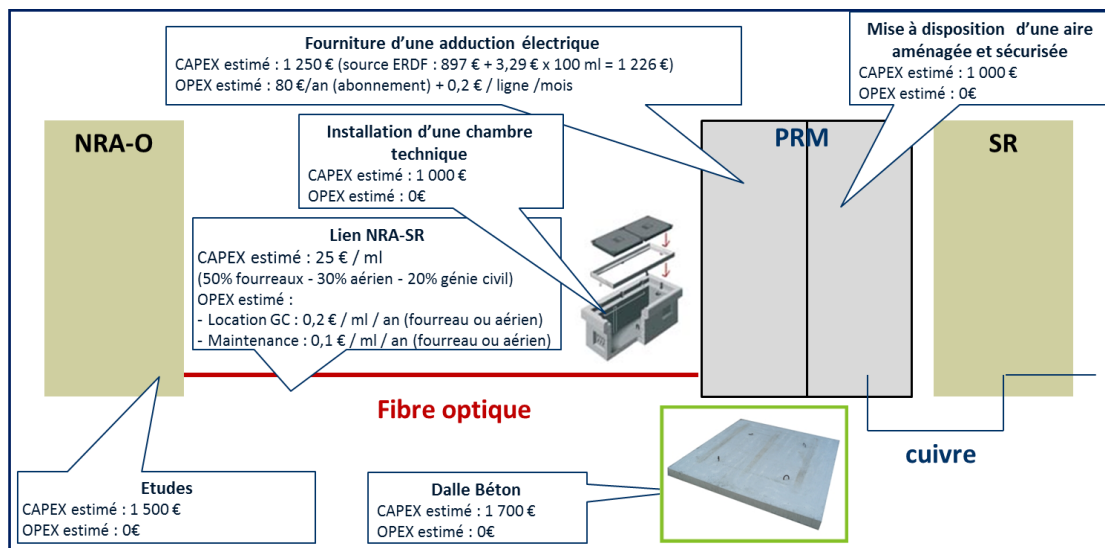 Fourniture d’une adduction électrique
CAPEX estimé : 1 250 € (source ERDF : 897 € + 3,29 € x 100 ml = 1 226 €)
OPEX estimé : 80 €/an (abonnement) + 0,2 € / ligne /mois
Mise à disposition d’une aire
aménagée et sécurisée
CAPEX estimé : 1 000 €
OPEX estimé : 0€
NRA-O
Installation d’une chambre
technique
CAPEX estimé : 1 000 €
OPEX estimé : 0€
PRM
SR
Lien NRA-SR
CAPEX estimé : 25 € / ml
(50% fourreaux - 30% aérien - 20% génie civil)
OPEX estimé :
- Location GC : 0,2 € / ml / an (fourreau ou aérien)
- Maintenance : 0,1 € / ml / an (fourreau ou aérien)
Fibre optique
cuivre
Etudes
CAPEX estimé : 1 500 €
OPEX estimé : 0€
Dalle Béton
CAPEX estimé : 1 700 €
OPEX estimé : 0€